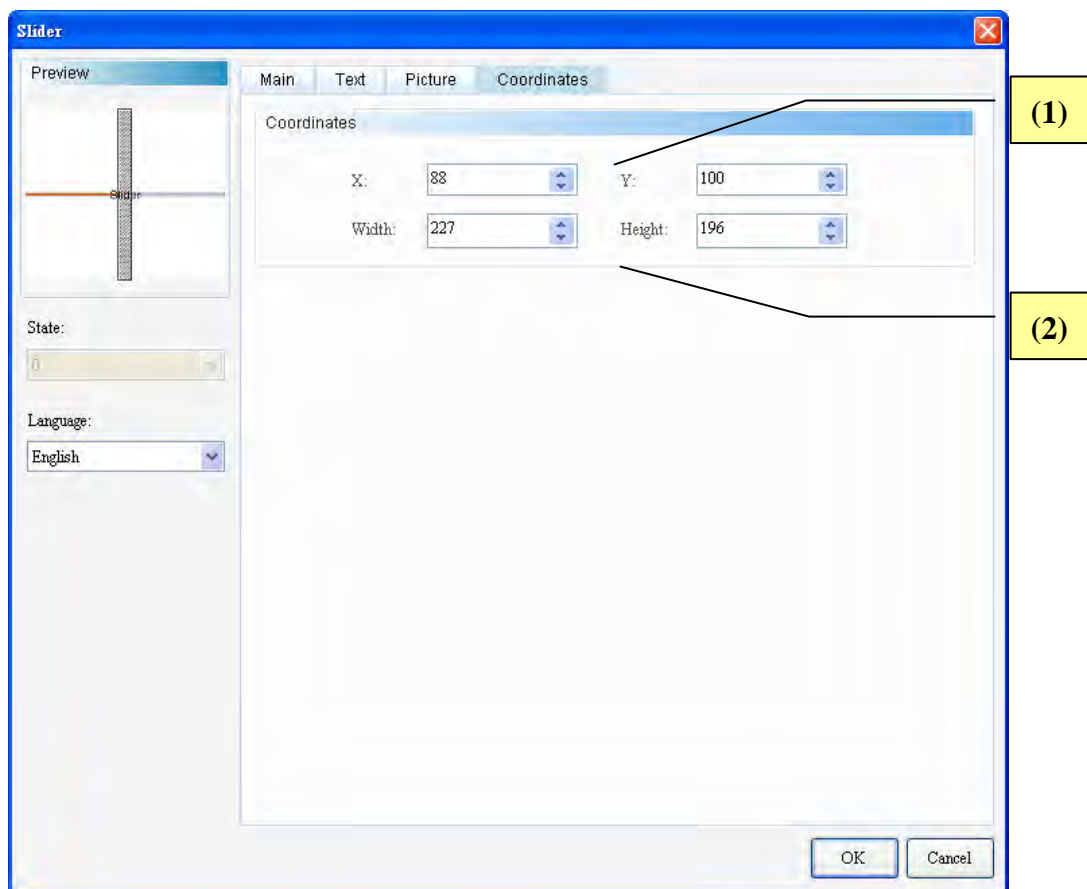 Slider
Preview
Slider
State:
0
Language:
English
Main Text Picture Coordinates
Coordinates
X: 88 Y: 100
Width: 227 Height: 196
(1)
(2)
OK Cancel